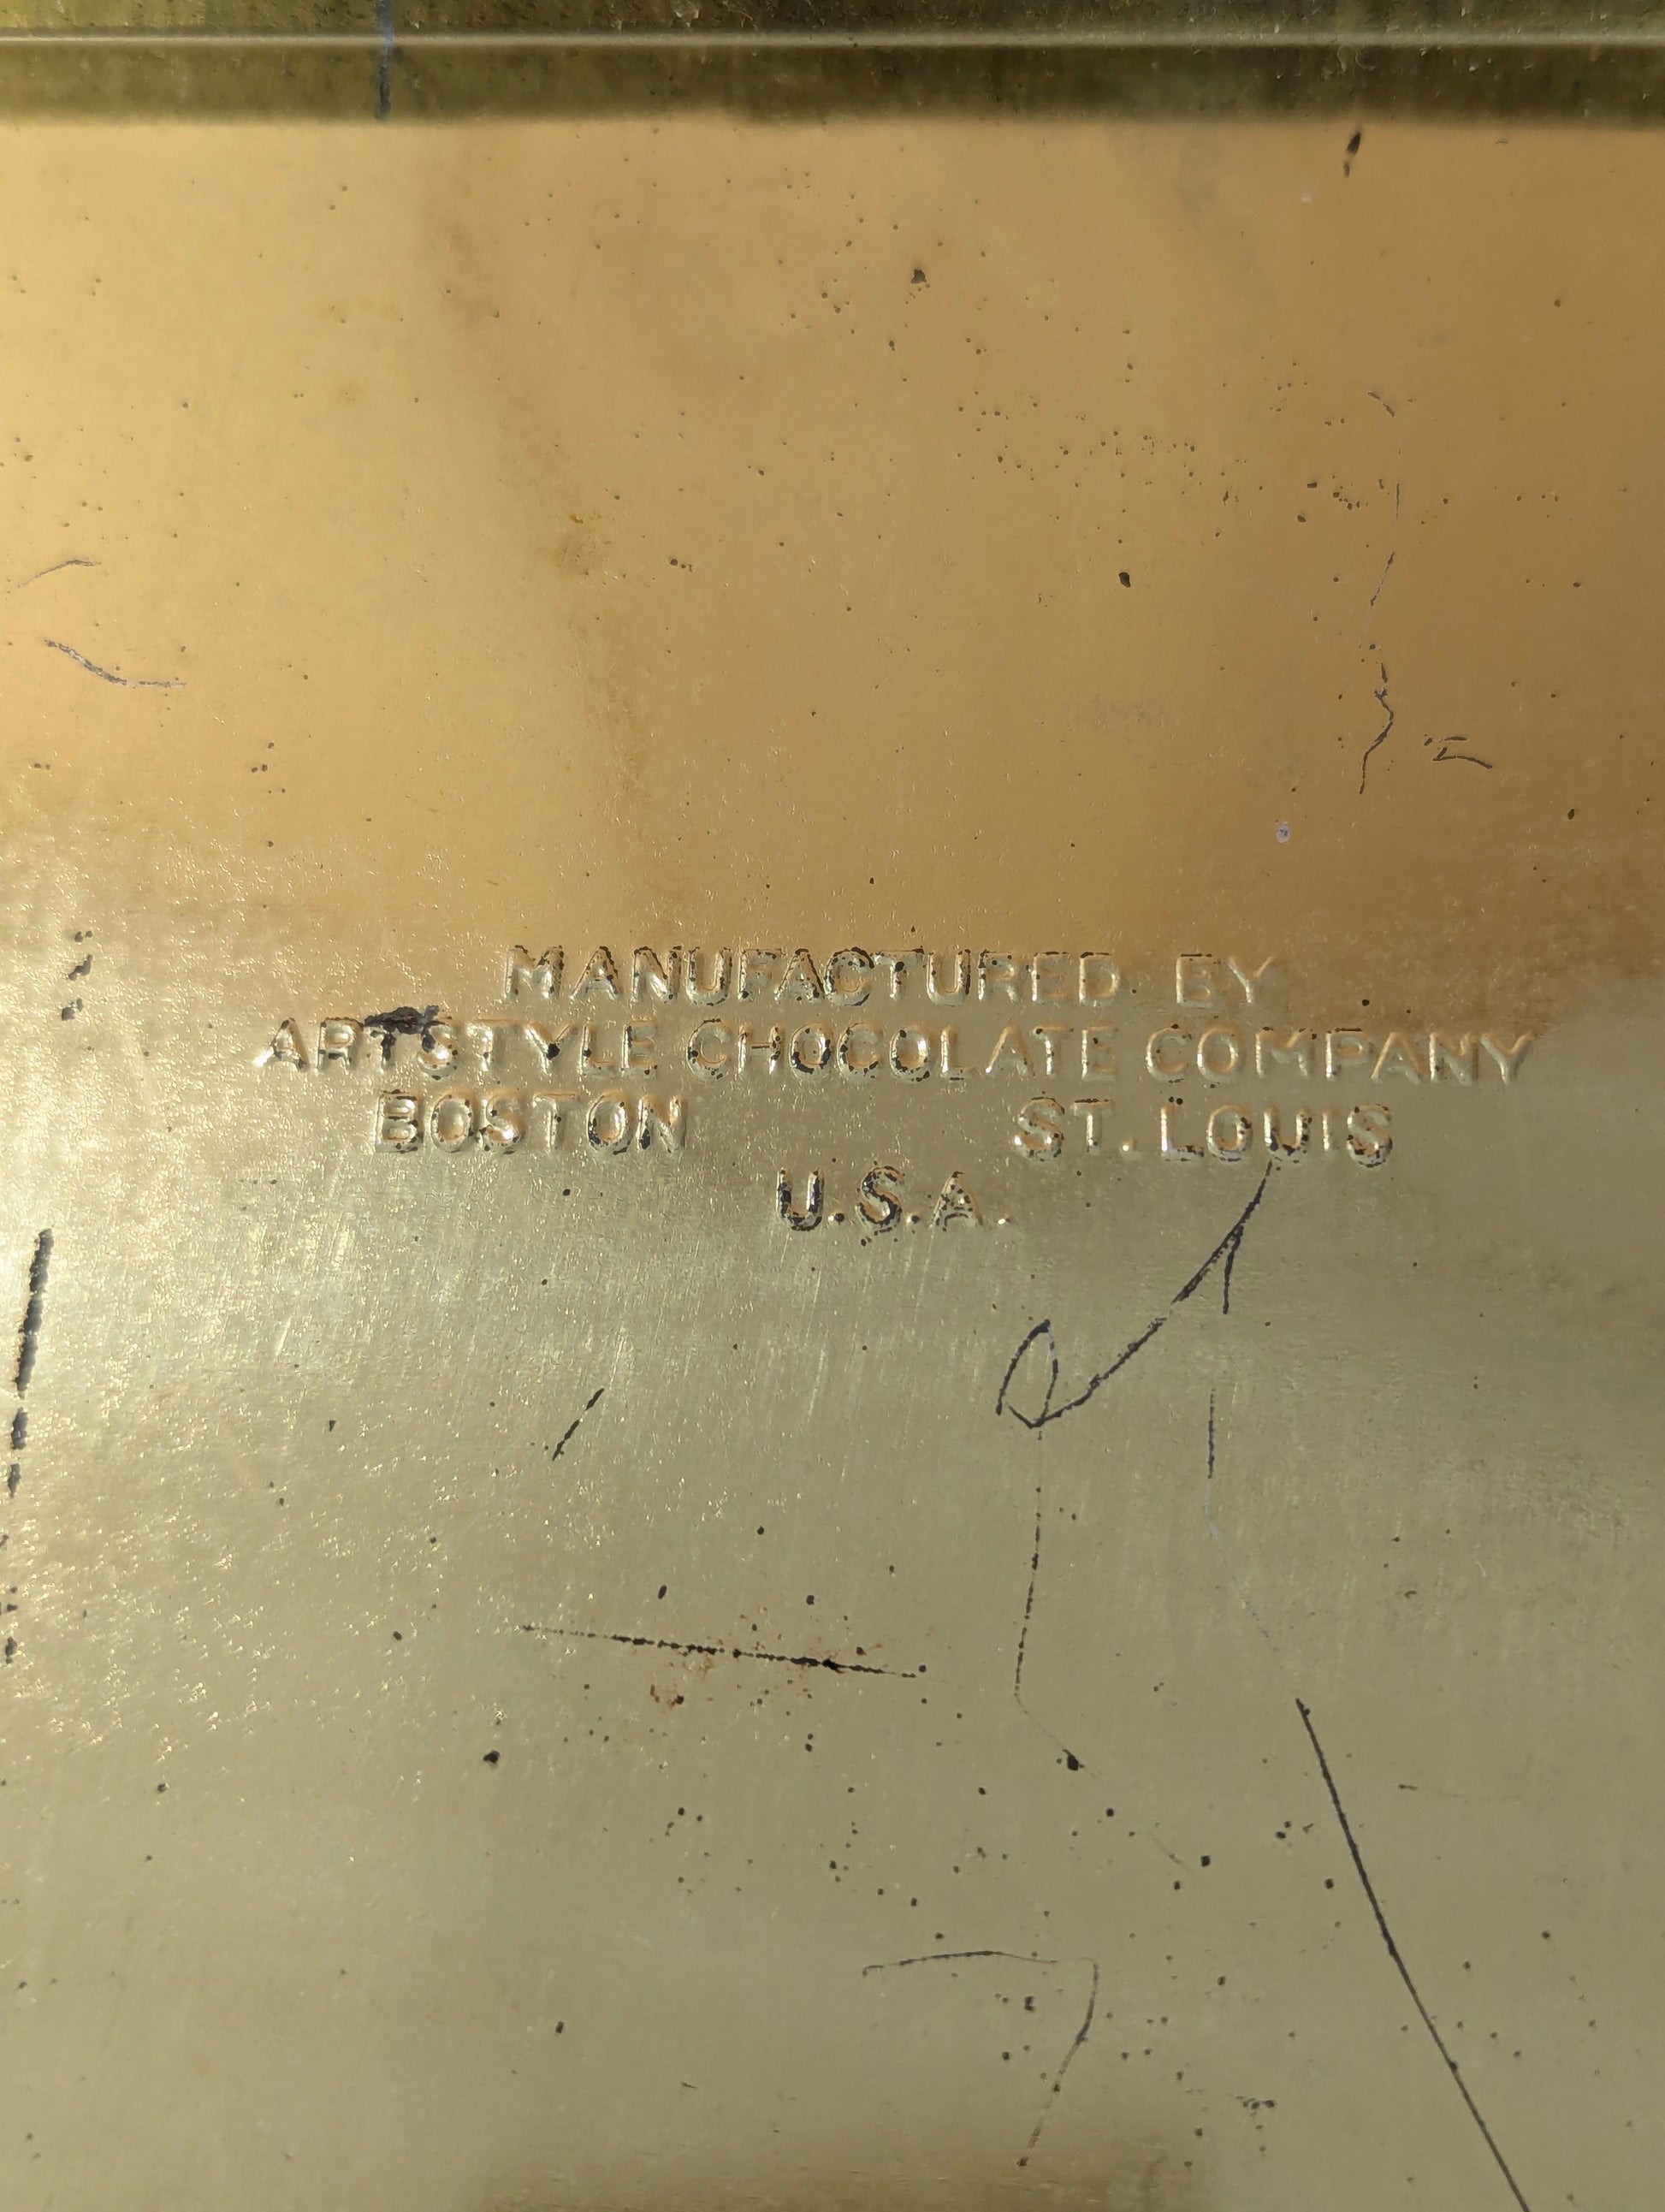 MANUFACTURED BY
ARTSTYLE CHOCOLATE COMPANY
BOSTON ST. LOUIS
U.S.A.